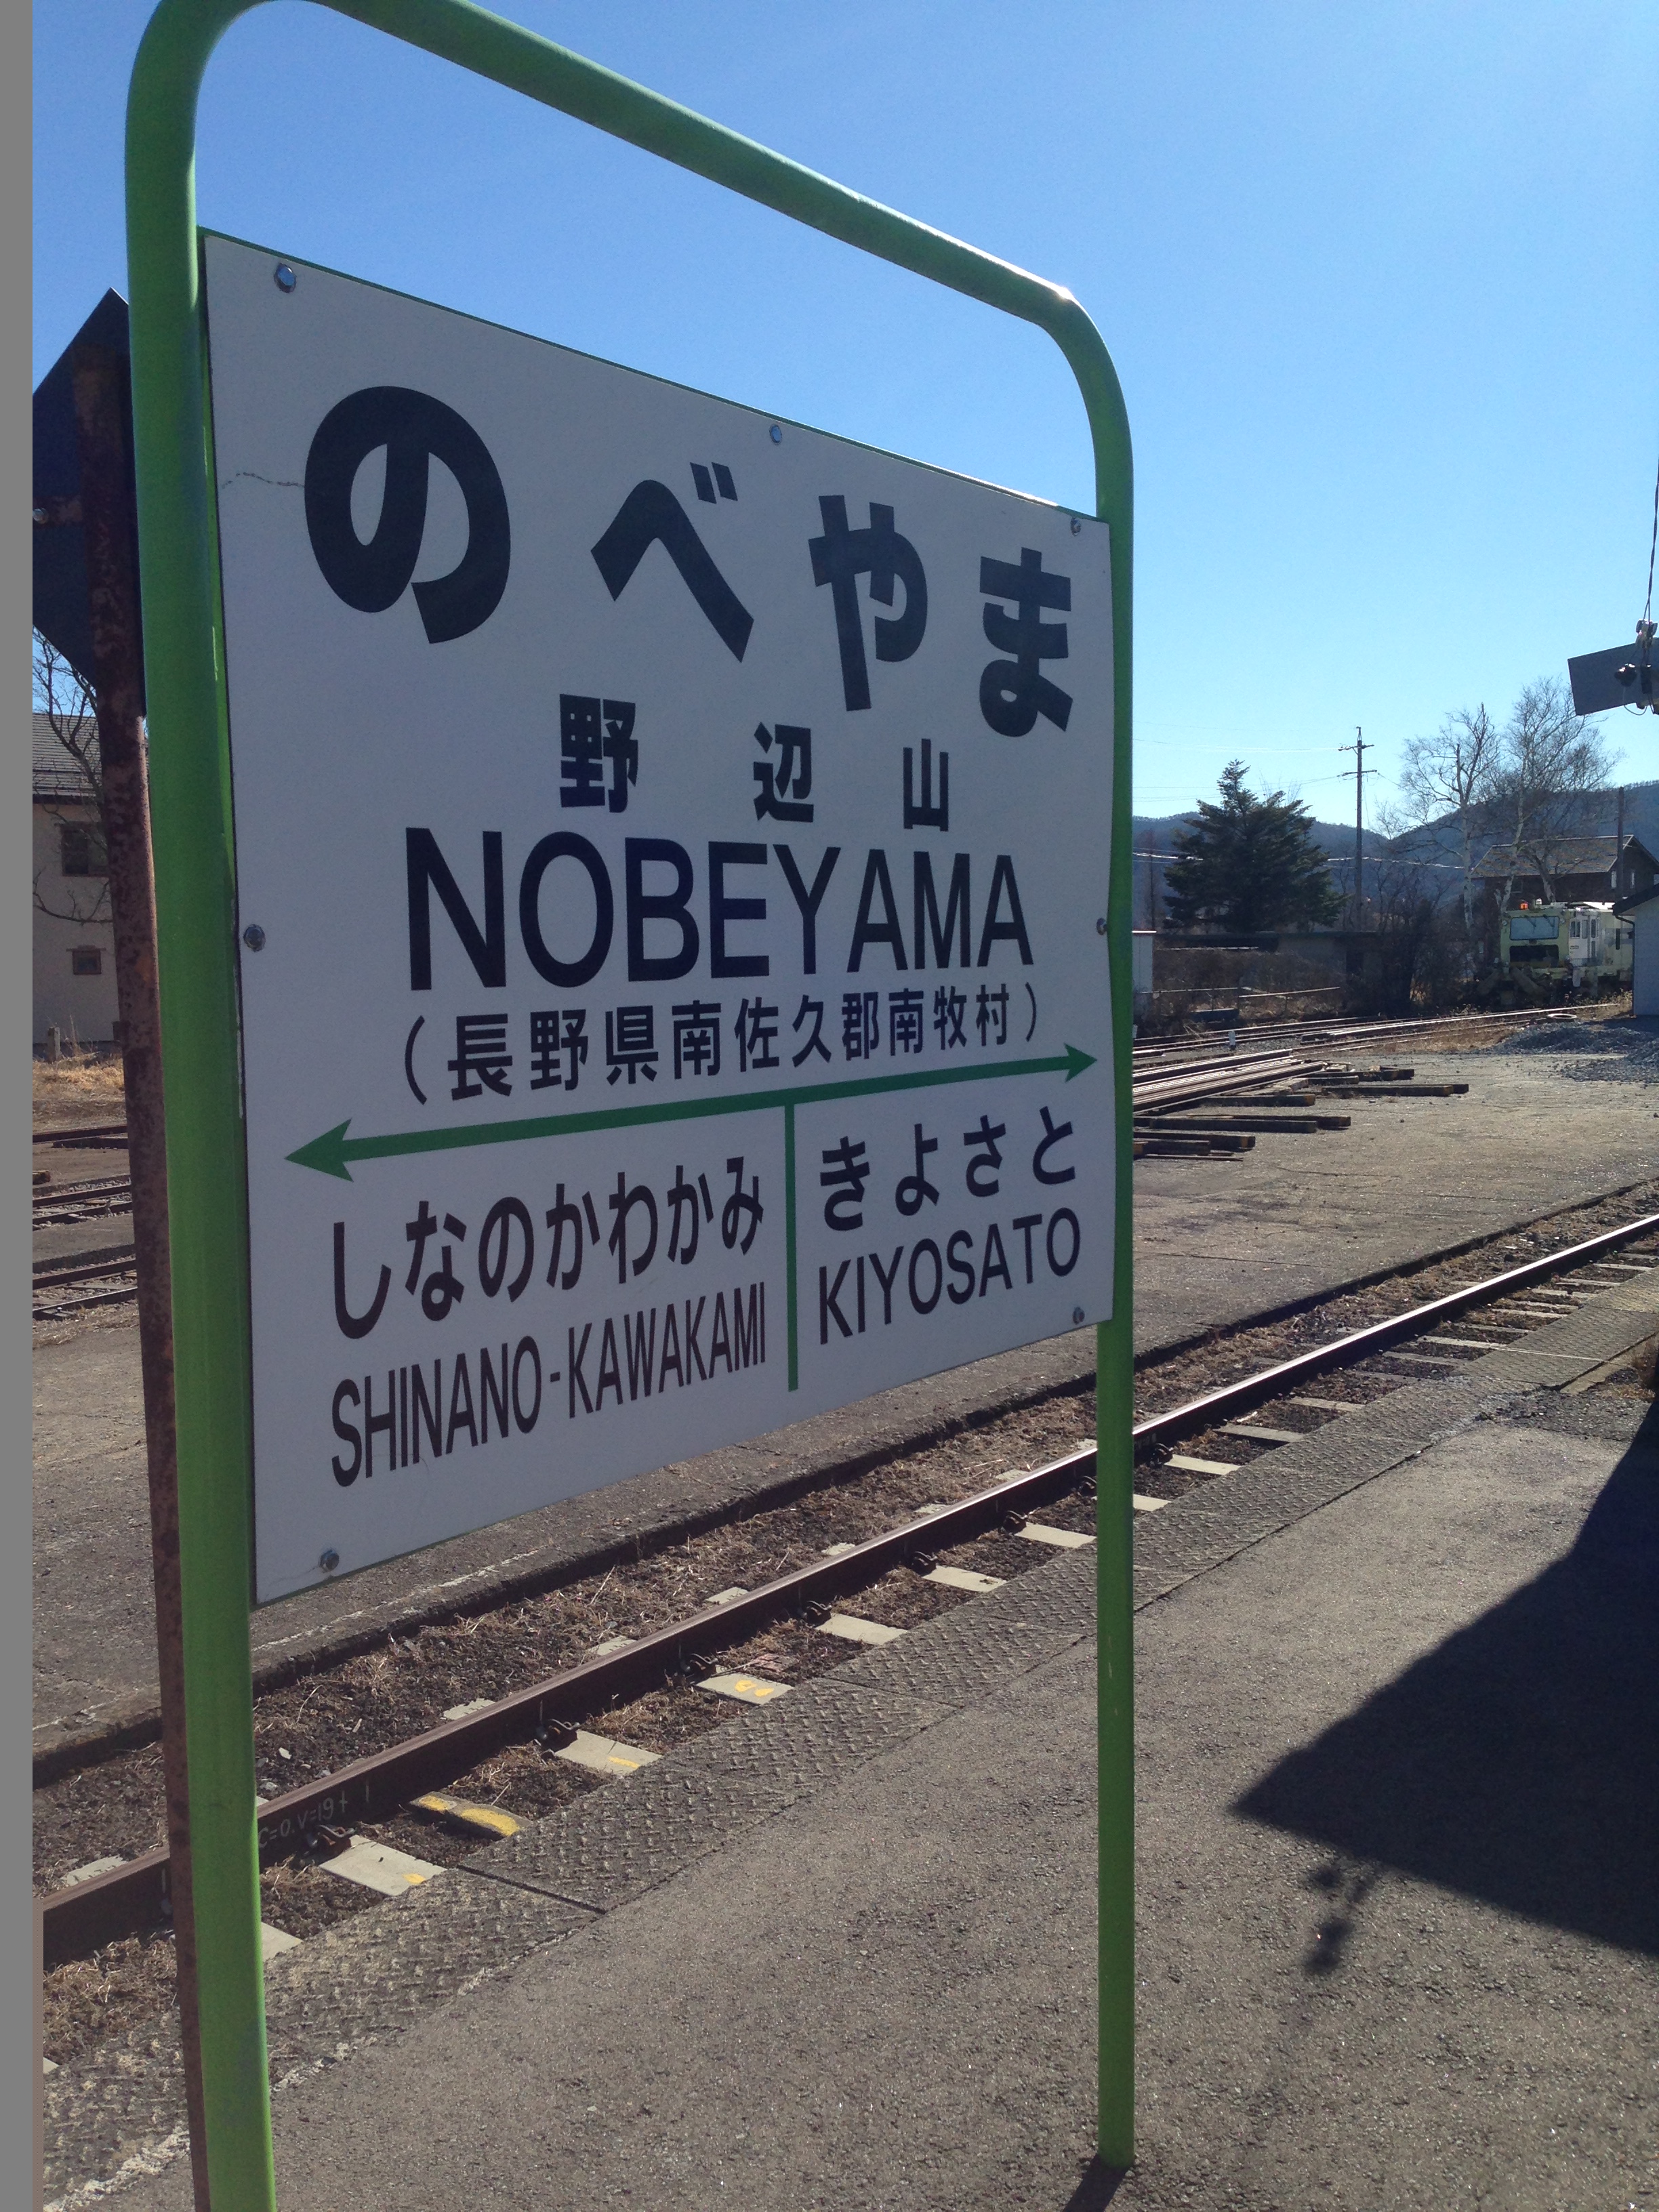 のべやま
野辺山
NOBEYAMA
（長野県南佐久郡南牧村）
しなのかわかみ
SHINANO-KAWAKAMI
きよさと
KIYOSATO